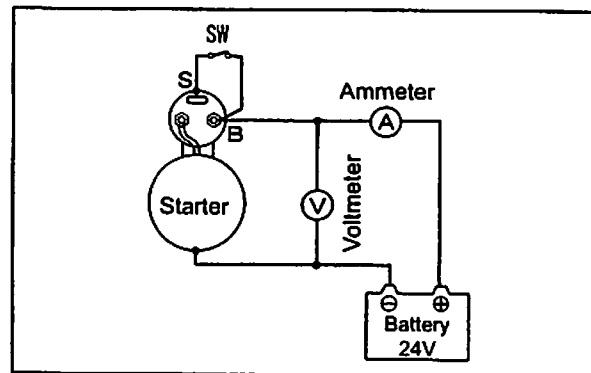 SW
S
B
Ammeter
A
Starter
V
Voltmeter
⊖ ⊕
Battery
24V